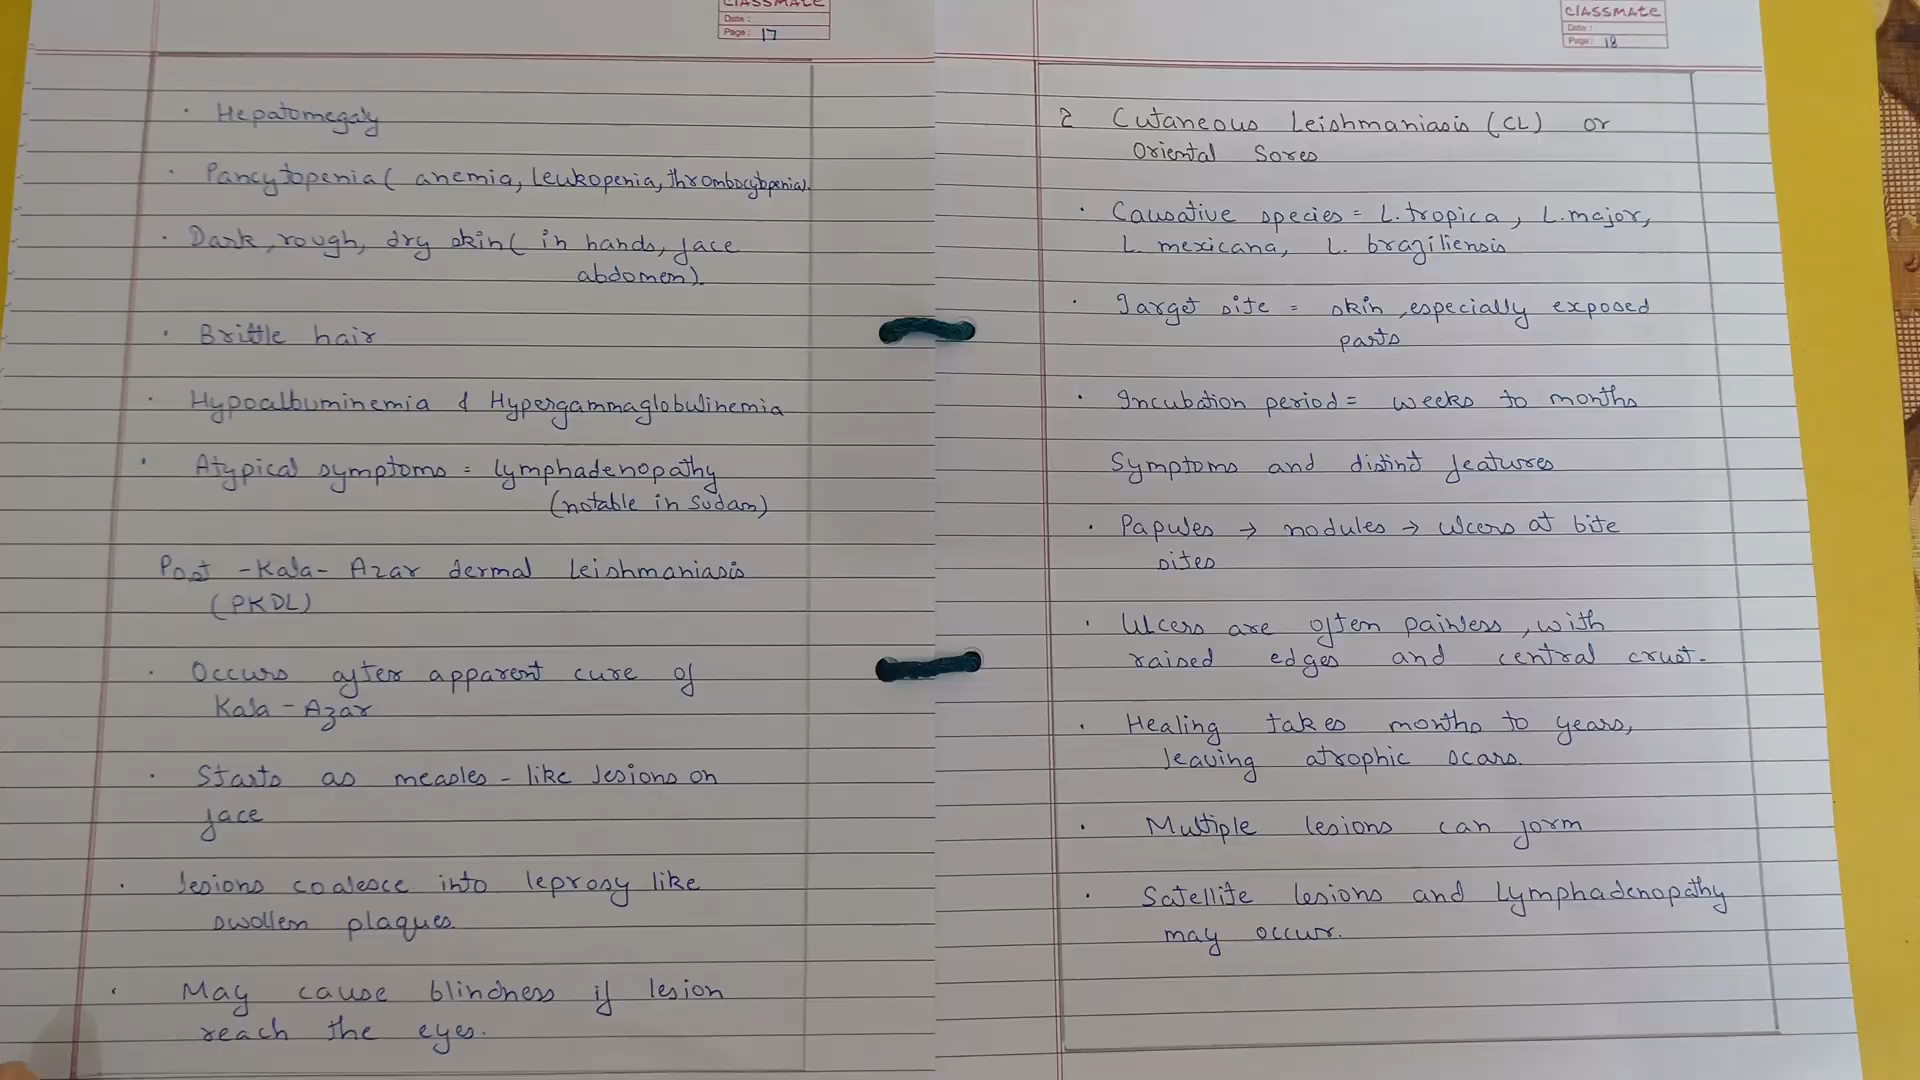 CLASSMATE
Date :
Page : 17
· Hepatomegaly
· Pancytopenia ( anemia, leukopenia, thrombocytopenia).
· Dark, rough, dry skin ( in hands, face
abdomen).
· Brittle hair
· Hypoalbuminemia & Hypergammaglobulinemia
· Atypical symptoms = lymphadenopathy
(notable in Sudan)
Post -Kala- Azar dermal leishmaniasis
(PKDL)
· Occurs after apparent cure of
Kala - Azar
· Starts as measles - like lesions on
face
· lesions coalesce into leprosy like
swollen plaques.
· May cause blindness if lesion
reach the eyes.
CLASSMATE
Date :
Page : 18
2 Cutaneous Leishmaniasis (CL) or
Oriental Sores
· Causative species = L. tropica, L. major,
L. mexicana, L. braziliensis
· Target site = skin, especially exposed
parts
· Incubation period = weeks to months
Symptoms and distinct features
· Papules → nodules → ulcers at bite
sites
· Ulcers are often painless, with
raised edges and central crust.
· Healing takes months to years,
leaving atrophic scars.
· Multiple lesions can form
· Satellite lesions and lymphadenopathy
may occur.